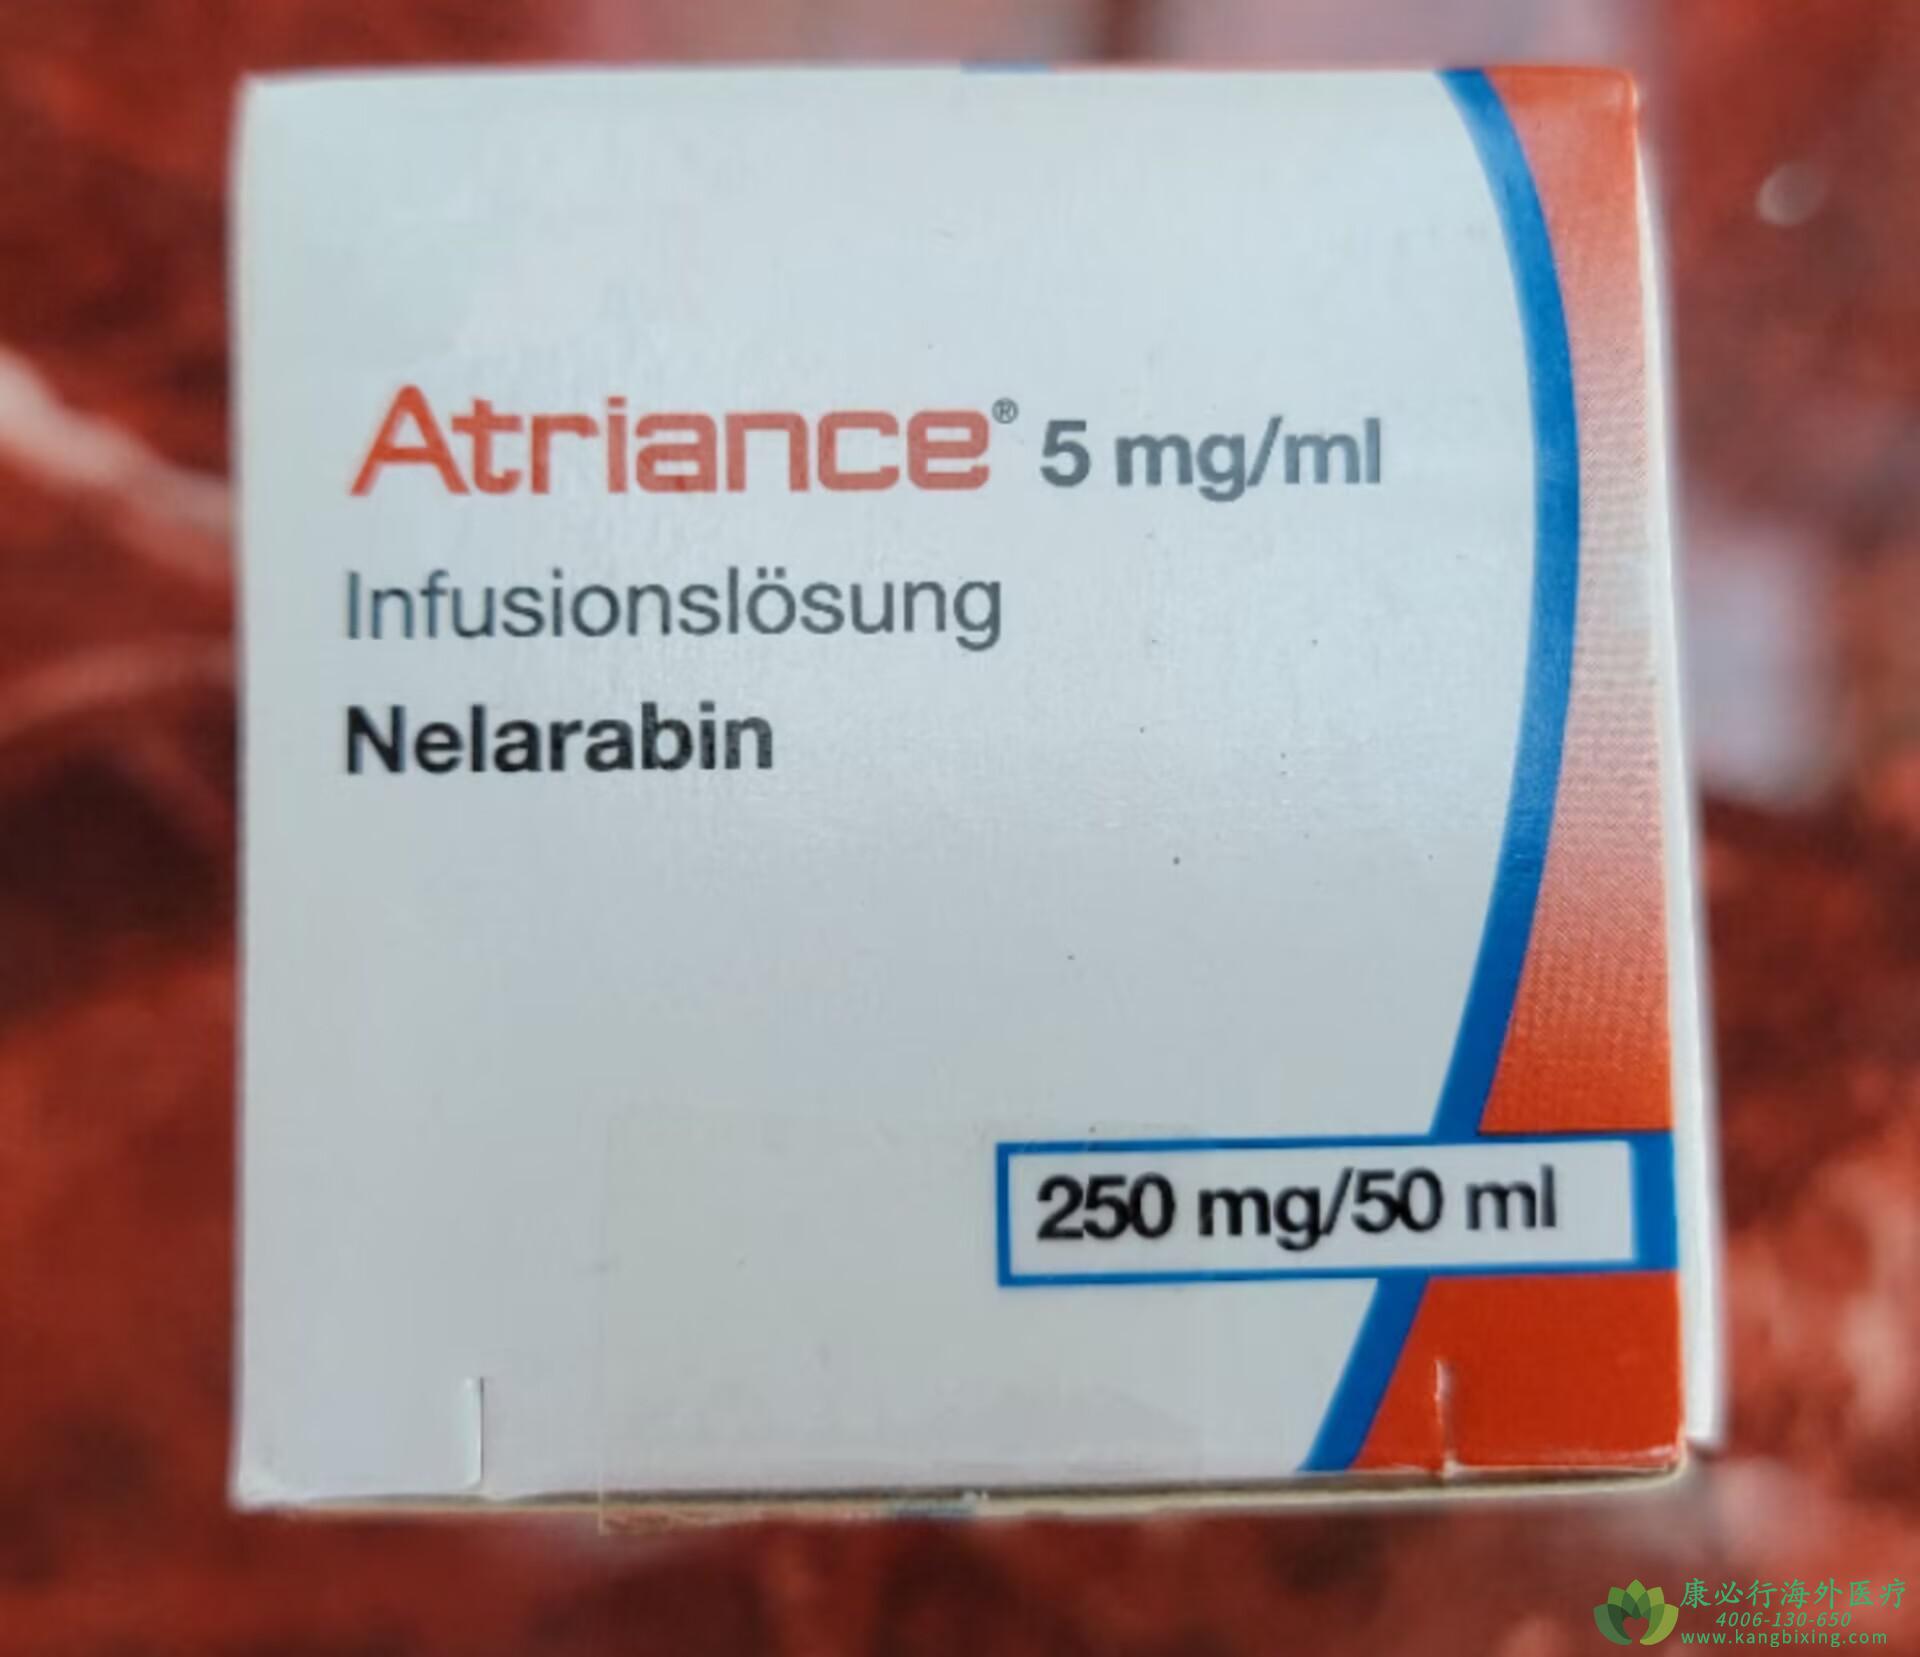 Atriance® 5 mg/ml
Infusionslösung
Nelarabin
250 mg/50 ml
康必行海外医疗
4006-130-650
www.kangbixing.com